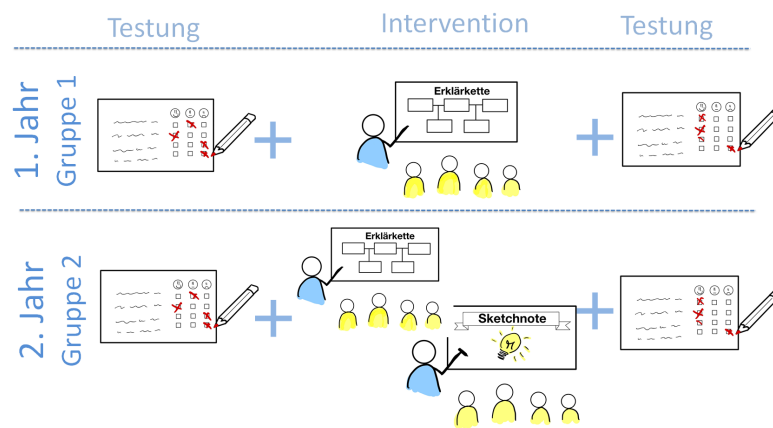 Testung
Intervention
Testung
1. Jahr
Gruppe 1
Erklärkette
2. Jahr
Gruppe 2
Erklärkette
Sketchnote